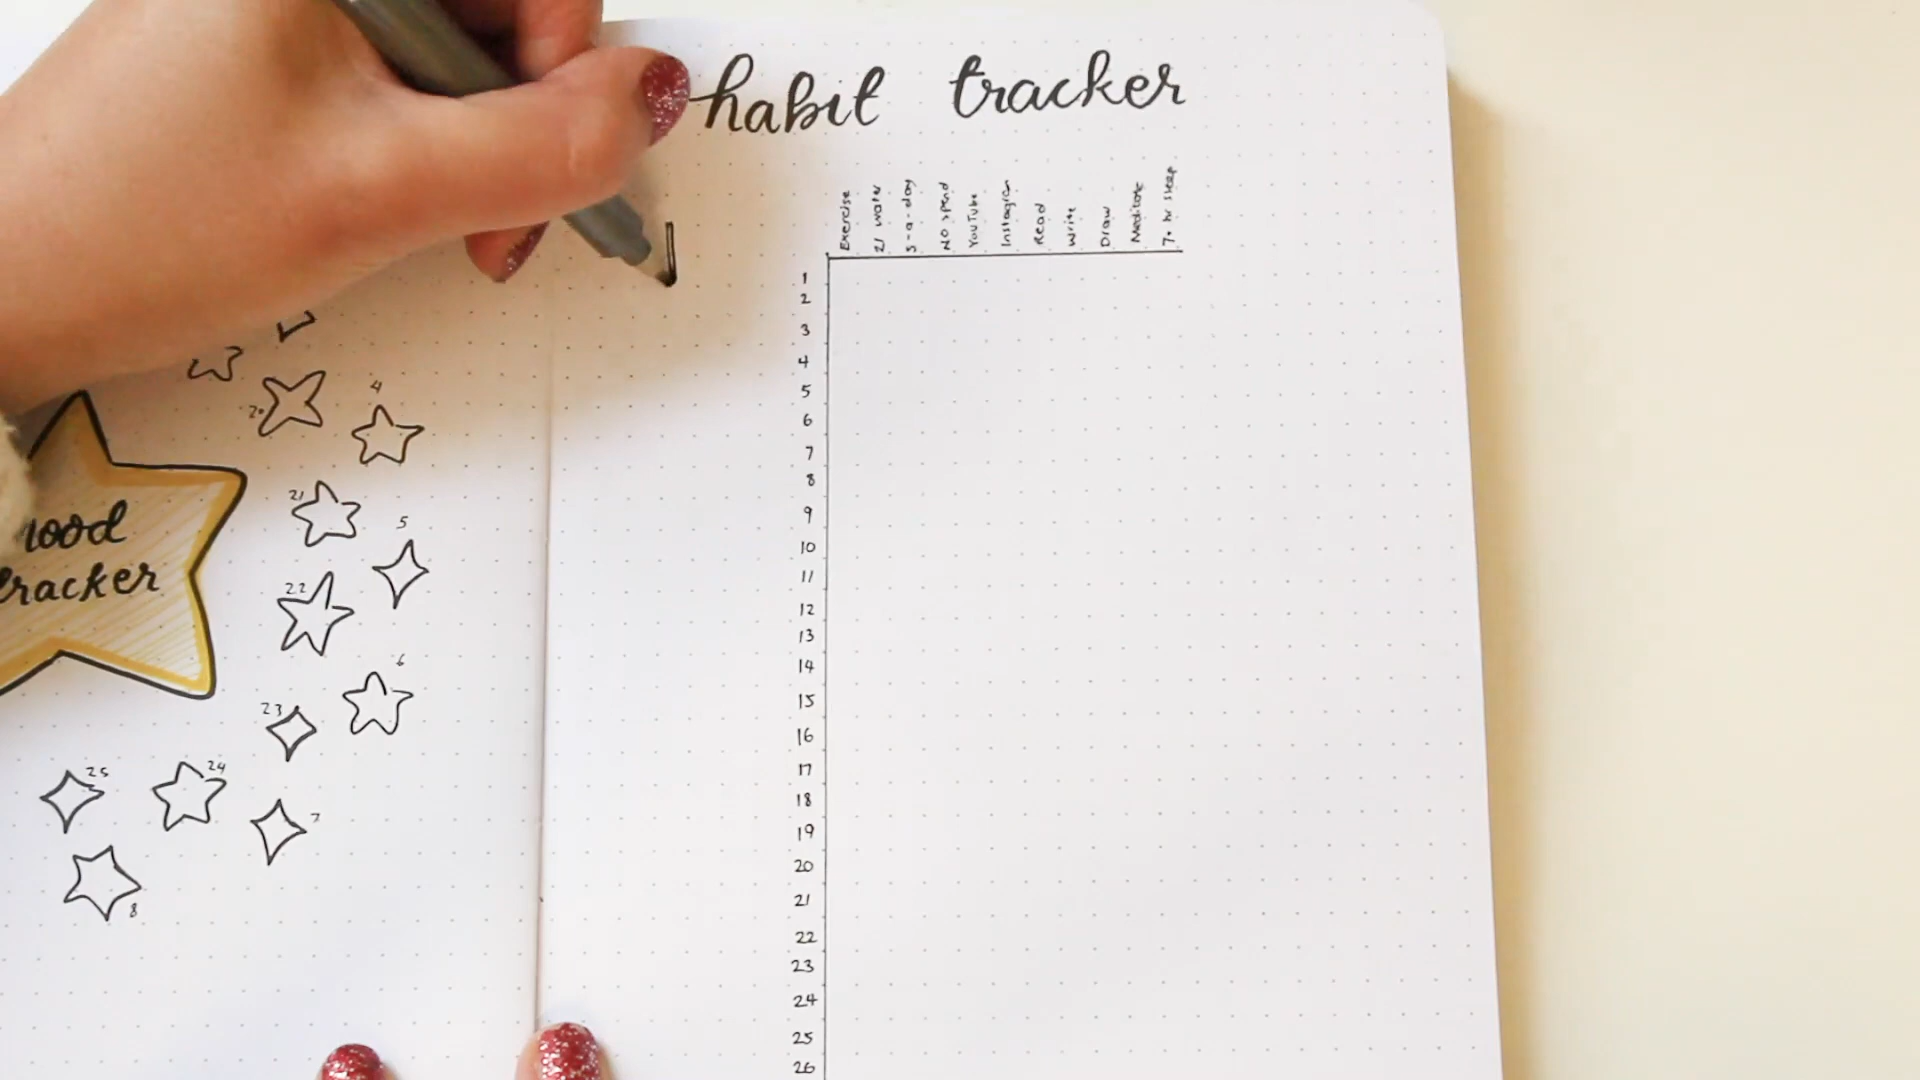 habit tracker
Exercise
2l water
5-a-day
No spend
YouTube
Instagram
Read
Write
Draw
Meditate
7+ hr sleep
1
2
3
4
5
6
7
8
9
10
11
12
13
14
15
16
17
18
19
20
21
22
23
24
25
26
20
4
21
5
22
6
23
25
24
7
8
tracker